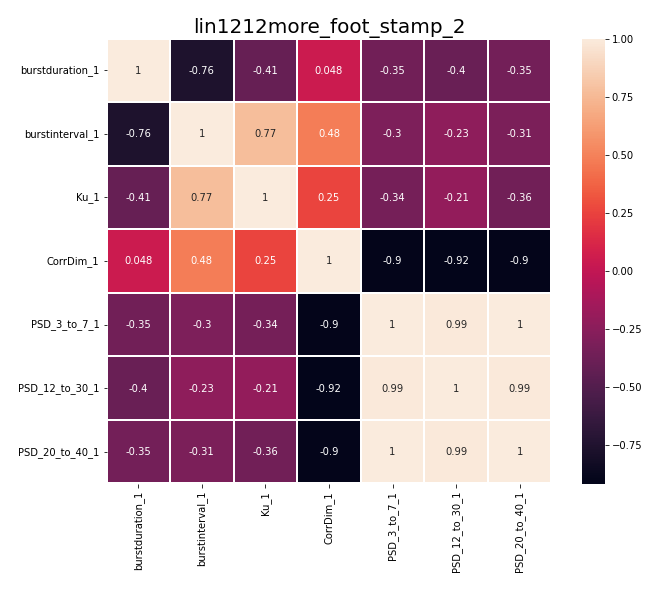 lin1212more_foot_stamp_2
burstduration_1 1 -0.76 -0.41 0.048 -0.35 -0.4 -0.35
burstinterval_1 -0.76 1 0.77 0.48 -0.3 -0.23 -0.31
Ku_1 -0.41 0.77 1 0.25 -0.34 -0.21 -0.36
CorrDim_1 0.048 0.48 0.25 1 -0.9 -0.92 -0.9
PSD_3_to_7_1 -0.35 -0.3 -0.34 -0.9 1 0.99 1
PSD_12_to_30_1 -0.4 -0.23 -0.21 -0.92 0.99 1 0.99
PSD_20_to_40_1 -0.35 -0.31 -0.36 -0.9 1 0.99 1
burstduration_1
burstinterval_1
Ku_1
CorrDim_1
PSD_3_to_7_1
PSD_12_to_30_1
PSD_20_to_40_1
1.00
0.75
0.50
0.25
0.00
−0.25
−0.50
−0.75